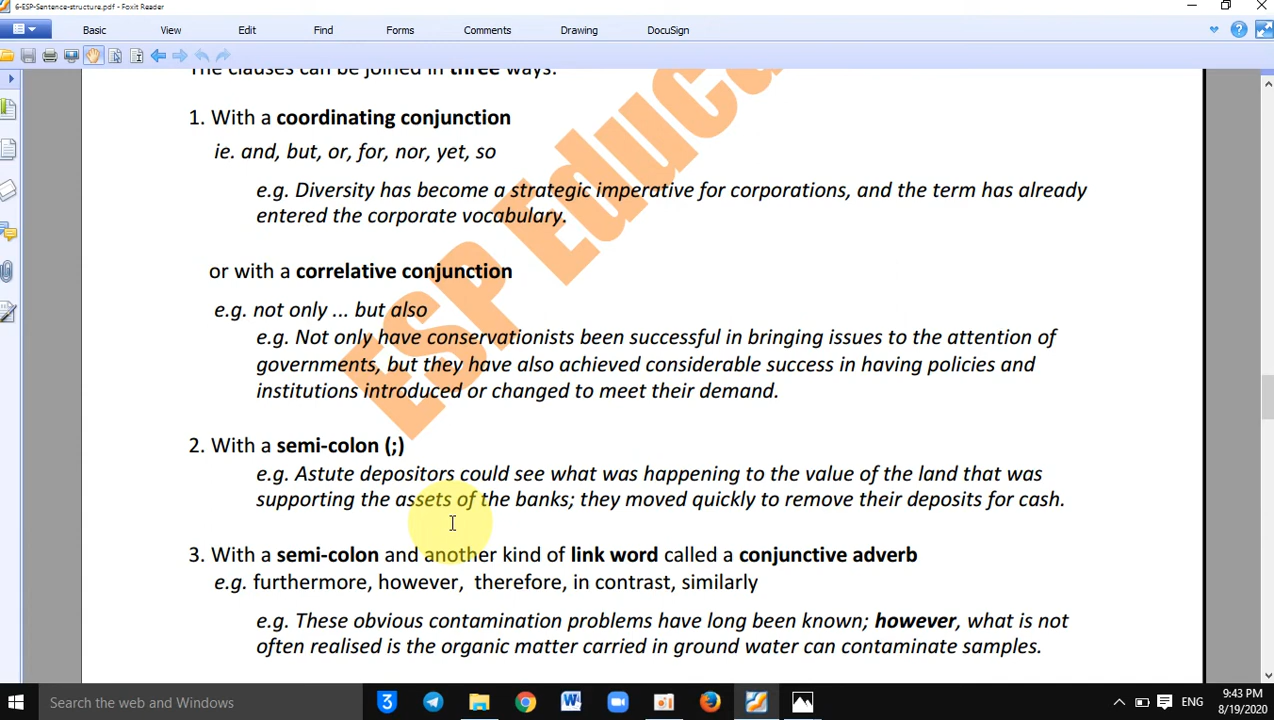 6-ESP-Sentence-structure.pdf - Foxit Reader
Basic View Edit Find Forms Comments Drawing DocuSign
The clauses can be joined in three ways:
1. With a coordinating conjunction
ie. and, but, or, for, nor, yet, so
e.g. Diversity has become a strategic imperative for corporations, and the term has already
entered the corporate vocabulary.
or with a correlative conjunction
e.g. not only ... but also
e.g. Not only have conservationists been successful in bringing issues to the attention of
governments, but they have also achieved considerable success in having policies and
institutions introduced or changed to meet their demand.
2. With a semi-colon (;)
e.g. Astute depositors could see what was happening to the value of the land that was
supporting the assets of the banks; they moved quickly to remove their deposits for cash.
3. With a semi-colon and another kind of link word called a conjunctive adverb
e.g. furthermore, however, therefore, in contrast, similarly
e.g. These obvious contamination problems have long been known; however, what is not
often realised is the organic matter carried in ground water can contaminate samples.
ESP Educa
Search the Web and Windows
ENG
9:43 PM
8/19/2020